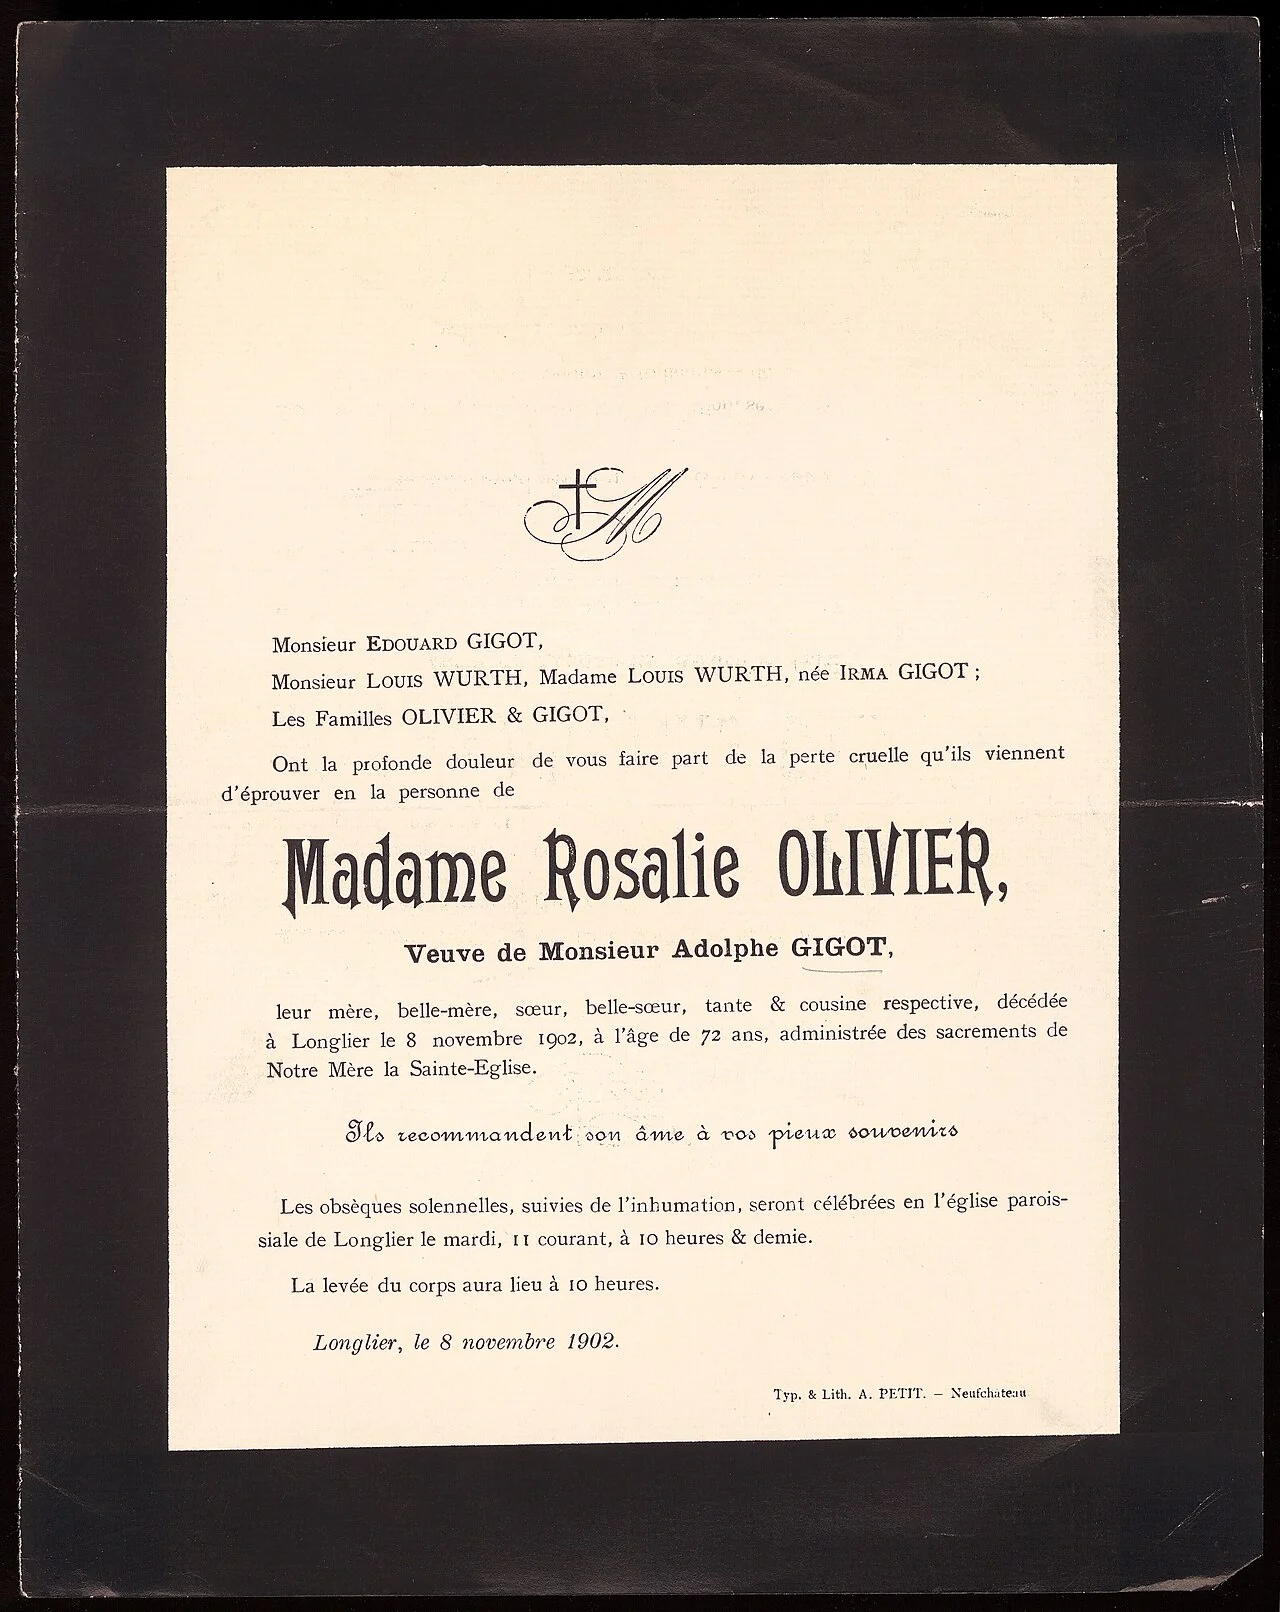 M
Monsieur EDOUARD GIGOT,
Monsieur LOUIS WURTH, Madame LOUIS WURTH, née IRMA GIGOT ;
Les Familles OLIVIER & GIGOT,
Ont la profonde douleur de vous faire part de la perte cruelle qu'ils viennent
d'éprouver en la personne de
Madame Rosalie OLIVIER,
Veuve de Monsieur Adolphe GIGOT,
leur mère, belle-mère, sœur, belle-sœur, tante & cousine respective, décédée
à Longlier le 8 novembre 1902, à l'âge de 72 ans, administrée des sacrements de
Notre Mère la Sainte-Eglise.
Ils recommandent son âme à vos pieux souvenirs
Les obsèques solennelles, suivies de l'inhumation, seront célébrées en l'église parois-
siale de Longlier le mardi, 11 courant, à 10 heures & demie.
La levée du corps aura lieu à 10 heures.
Longlier, le 8 novembre 1902.
Typ. & Lith. A. PETIT. — Neufchateau